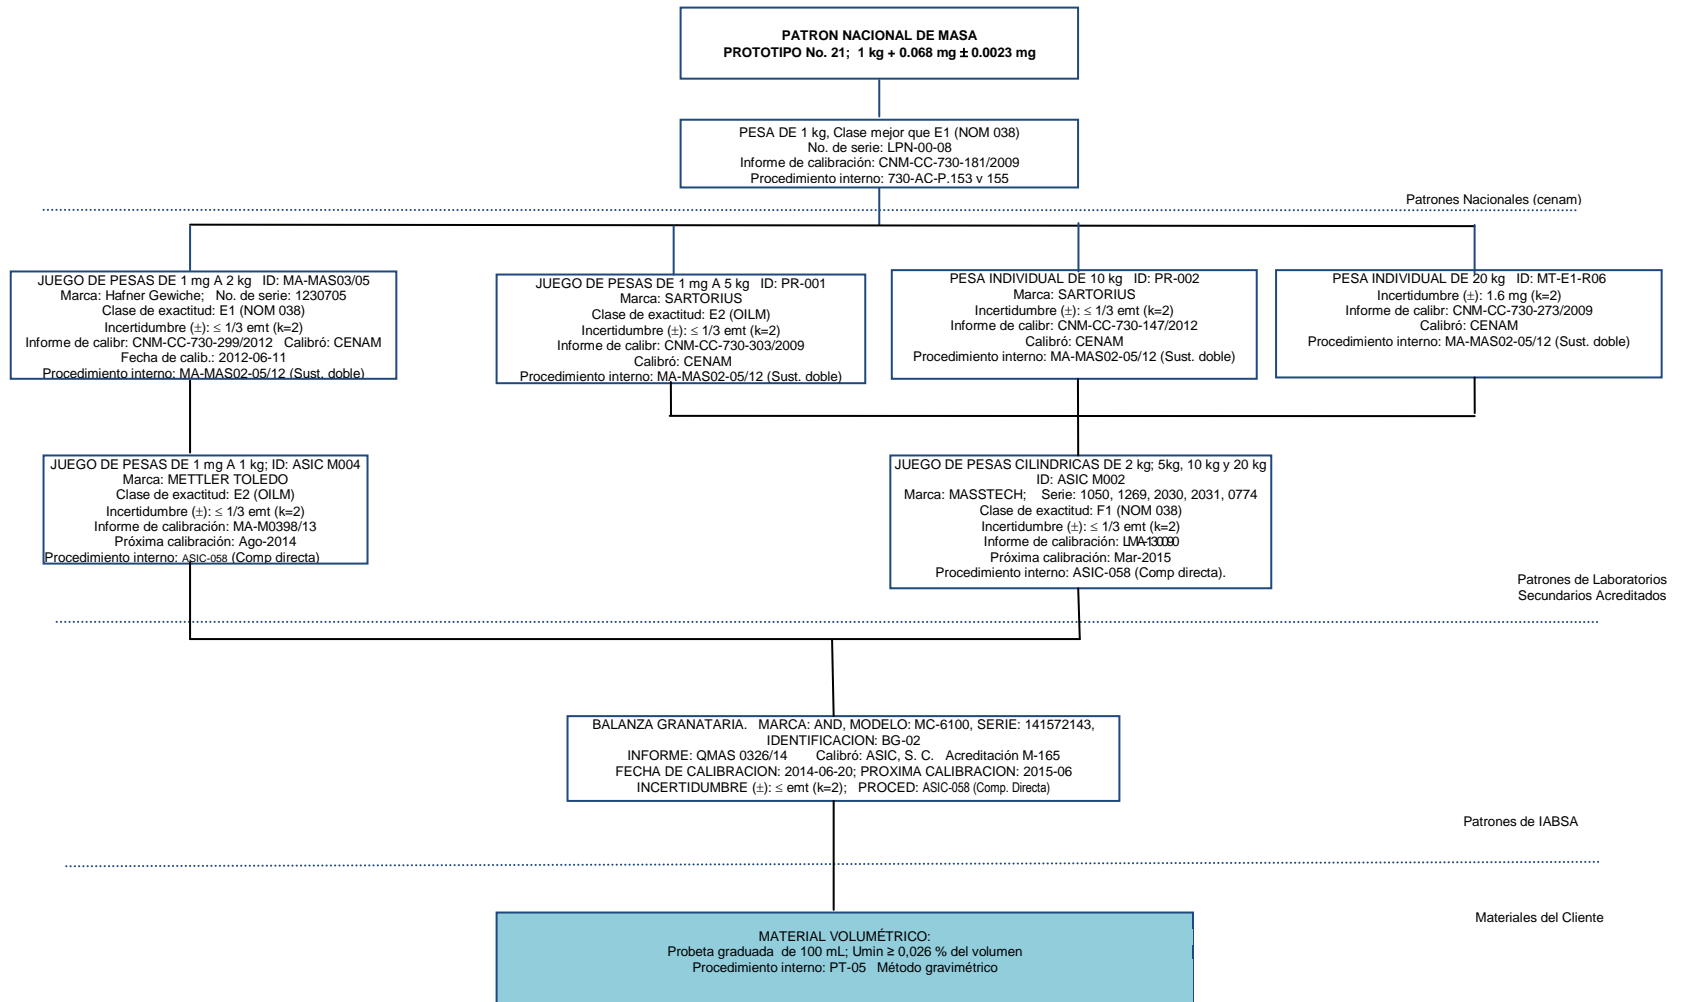 PATRON NACIONAL DE MASA
PROTOTIPO No. 21;  1 kg + 0.068 mg ± 0.0023 mg
PESA DE 1 kg, Clase mejor que E1 (NOM 038)
No. de serie: LPN-00-08
Informe de calibración: CNM-CC-730-181/2009
Procedimiento interno: 730-AC-P.153 v 155
Patrones Nacionales (cenam)
JUEGO DE PESAS DE 1 mg A 2 kg   ID: MA-MAS03/05
Marca: Hafner Gewiche;   No. de serie: 1230705
Clase de exactitud: E1 (NOM 038)
Incertidumbre (±): ≤ 1/3 emt (k=2)
Informe de calibr: CNM-CC-730-299/2012   Calibró: CENAM
Fecha de calib.: 2012-06-11
Procedimiento interno: MA-MAS02-05/12 (Sust. doble)
JUEGO DE PESAS DE 1 mg A 5 kg   ID: PR-001
Marca: SARTORIUS
Clase de exactitud: E2 (OILM)
Incertidumbre (±): ≤ 1/3 emt (k=2)
Informe de calibr: CNM-CC-730-303/2009
Calibró: CENAM
Procedimiento interno: MA-MAS02-05/12 (Sust. doble)
PESA INDIVIDUAL DE 10 kg   ID: PR-002
Marca: SARTORIUS
Incertidumbre (±): ≤ 1/3 emt (k=2)
Informe de calibr: CNM-CC-730-147/2012
Calibró: CENAM
Procedimiento interno: MA-MAS02-05/12 (Sust. doble)
PESA INDIVIDUAL DE 20 kg   ID: MT-E1-R06
Incertidumbre (±): 1.6 mg (k=2)
Informe de calibr: CNM-CC-730-273/2009
Calibró: CENAM
Procedimiento interno: MA-MAS02-05/12 (Sust. doble)
JUEGO DE PESAS DE 1 mg A 1 kg; ID: ASIC M004
Marca: METTLER TOLEDO
Clase de exactitud: E2 (OILM)
Incertidumbre (±): ≤ 1/3 emt (k=2)
Informe de calibración: MA-M0398/13
Próxima calibración: Ago-2014
Procedimiento interno: ASIC-058 (Comp directa)
JUEGO DE PESAS CILINDRICAS DE 2 kg; 5kg, 10 kg y 20 kg
ID: ASIC M002
Marca: MASSTECH;    Serie: 1050, 1269, 2030, 2031, 0774
Clase de exactitud: F1 (NOM 038)
Incertidumbre (±): ≤ 1/3 emt (k=2)
Informe de calibración: LMA-130090
Próxima calibración: Mar-2015
Procedimiento interno: ASIC-058 (Comp directa).
Patrones de Laboratorios
Secundarios Acreditados
BALANZA GRANATARIA.   MARCA: AND, MODELO: MC-6100, SERIE: 141572143,
IDENTIFICACION: BG-02
INFORME: QMAS 0326/14      Calibró: ASIC, S. C.   Acreditación M-165
FECHA DE CALIBRACION: 2014-06-20; PROXIMA CALIBRACION: 2015-06
INCERTIDUMBRE (±): ≤ emt (k=2);   PROCED: ASIC-058 (Comp. Directa)
Patrones de IABSA
Materiales del Cliente
MATERIAL VOLUMÉTRICO:
Probeta graduada  de 100 mL; Umin ≥ 0,026 % del volumen
Procedimiento interno: PT-05   Método gravimétrico